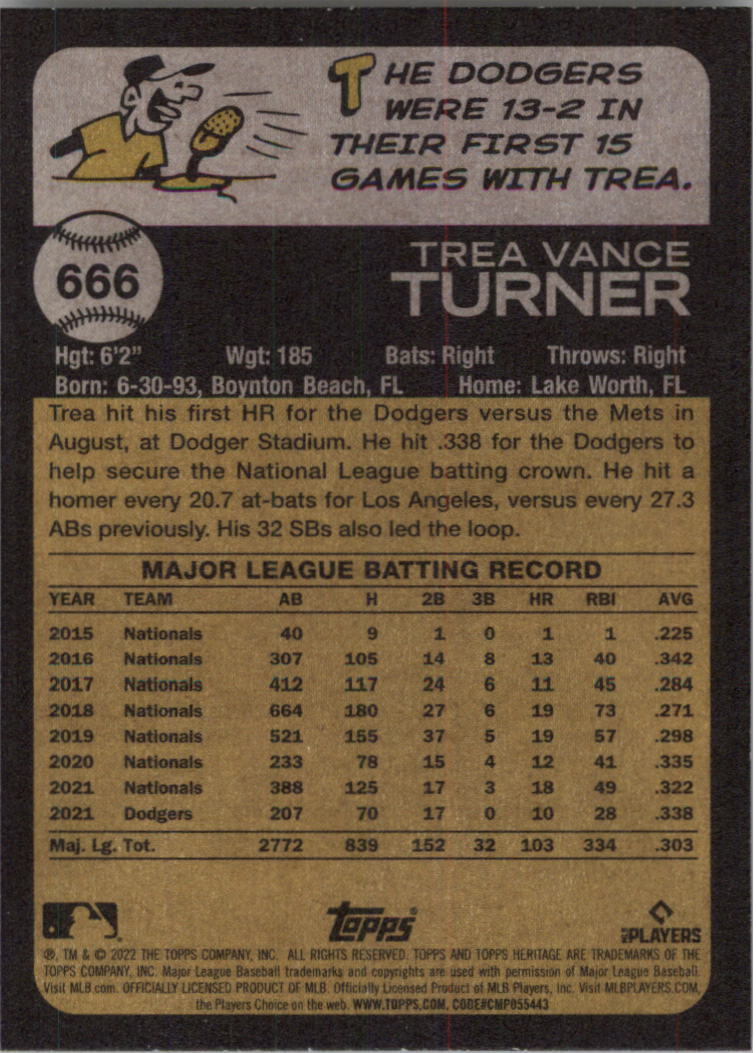 THE DODGERS
WERE 13-2 IN
THEIR FIRST 15
GAMES WITH TREA.
666
TREA VANCE
TURNER
Hgt: 6'2" Wgt: 185 Bats: Right Throws: Right
Born: 6-30-93, Boynton Beach, FL Home: Lake Worth, FL
Trea hit his first HR for the Dodgers versus the Mets in
August, at Dodger Stadium. He hit .338 for the Dodgers to
help secure the National League batting crown. He hit a
homer every 20.7 at-bats for Los Angeles, versus every 27.3
ABs previously. His 32 SBs also led the loop.
MAJOR LEAGUE BATTING RECORD
YEAR TEAM AB H 2B 3B HR RBI AVG
2015 Nationals 40 9 1 0 1 1 .225
2016 Nationals 307 105 14 8 13 40 .342
2017 Nationals 412 117 24 6 11 45 .284
2018 Nationals 664 180 27 6 19 73 .271
2019 Nationals 521 155 37 5 19 57 .298
2020 Nationals 233 78 15 4 12 41 .335
2021 Nationals 388 125 17 3 18 49 .322
2021 Dodgers 207 70 17 0 10 28 .338
Maj. Lg. Tot. 2772 839 152 32 103 334 .303
topps®
PLAYERS
®, TM & © 2022 THE TOPPS COMPANY, INC. ALL RIGHTS RESERVED. TOPPS AND TOPPS HERITAGE ARE TRADEMARKS OF THE
TOPPS COMPANY, INC. Major League Baseball trademarks and copyrights are used with permission of Major League Baseball.
Visit MLB.com. OFFICIALLY LICENSED PRODUCT OF MLB. Officially Licensed Product of MLB Players, Inc. Visit MLBPLAYERS.COM,
the Players Choice on the web. WWW.TOPPS.COM. CODE#CMP055443